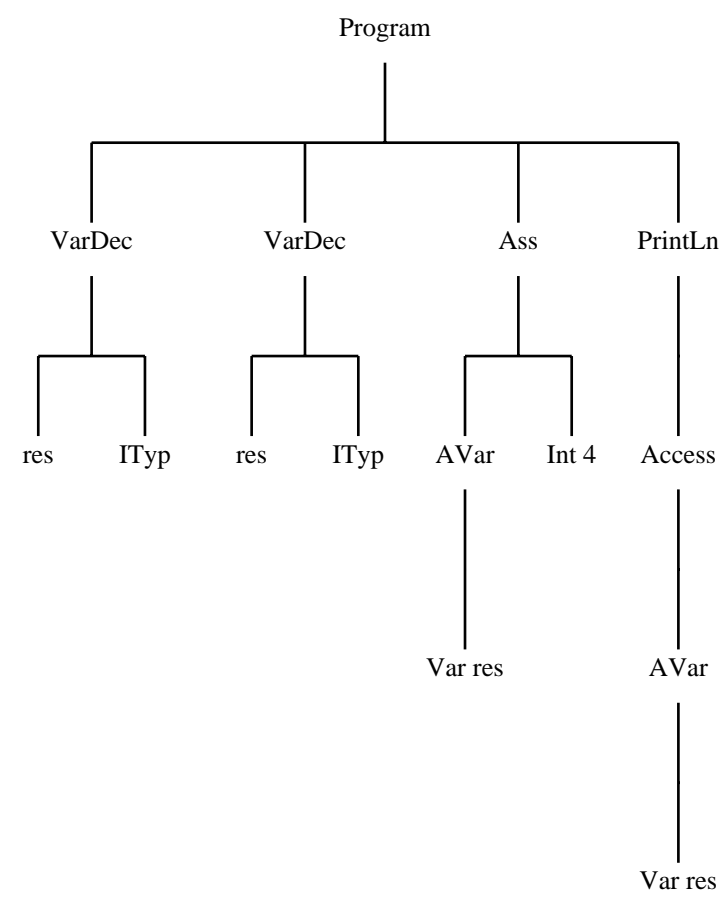 Program
VarDec VarDec Ass PrintLn
res ITyp res ITyp AVar Int 4 Access
Var res AVar
Var res